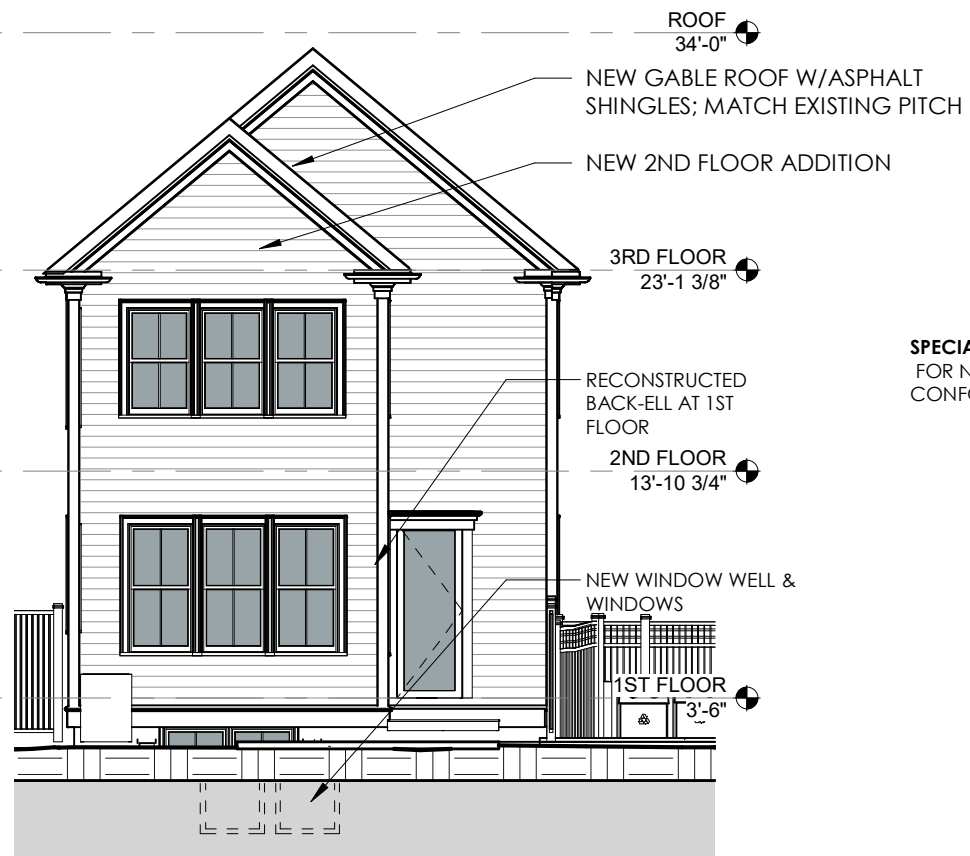 ROOF
34'-0"
NEW GABLE ROOF W/ASPHALT
SHINGLES; MATCH EXISTING PITCH
NEW 2ND FLOOR ADDITION
3RD FLOOR
23'-1 3/8"
RECONSTRUCTED
BACK-ELL AT 1ST
FLOOR
2ND FLOOR
13'-10 3/4"
NEW WINDOW WELL &
WINDOWS
1ST FLOOR
3'-6"
FOR